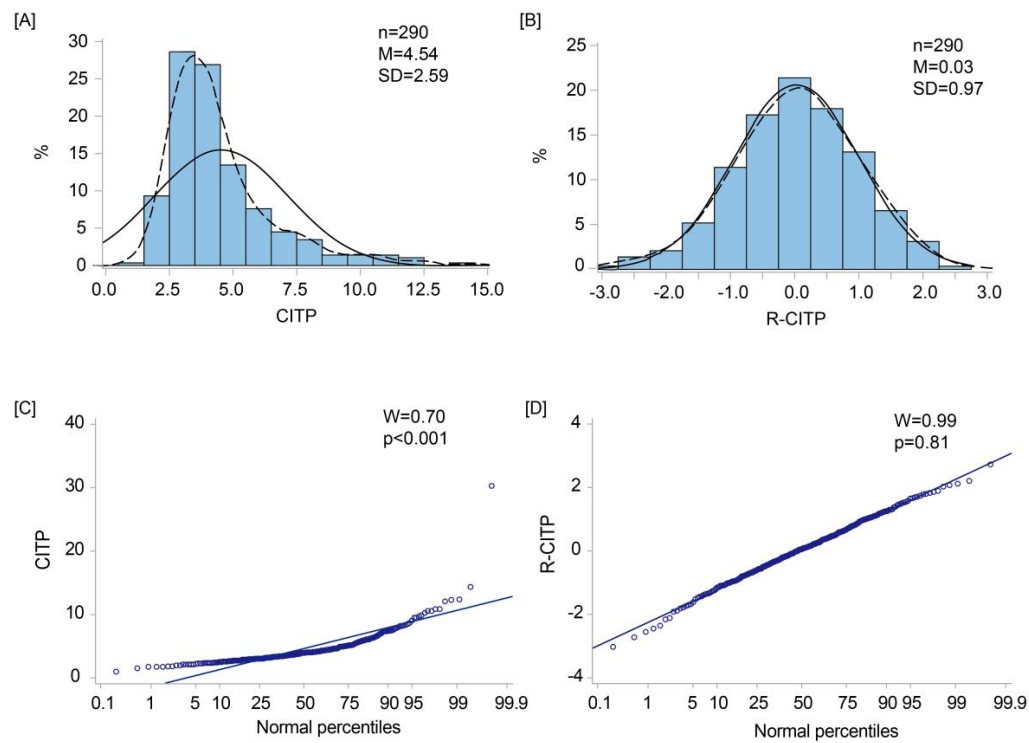 [A]
n=290
M=4.54
SD=2.59
30
25
20
15
10
5
0
%
0.0 2.5 5.0 7.5 10.0 12.5 15.0
CITP
[B]
n=290
M=0.03
SD=0.97
25
20
15
10
5
0
%
-3.0 -2.0 -1.0 0.0 1.0 2.0 3.0
R-CITP
[C]
W=0.70
p<0.001
40
30
20
10
0
CITP
0.1 1 5 10 25 50 75 90 95 99 99.9
Normal percentiles
[D]
W=0.99
p=0.81
4
2
0
-2
-4
R-CITP
0.1 1 5 10 25 50 75 90 95 99 99.9
Normal percentiles